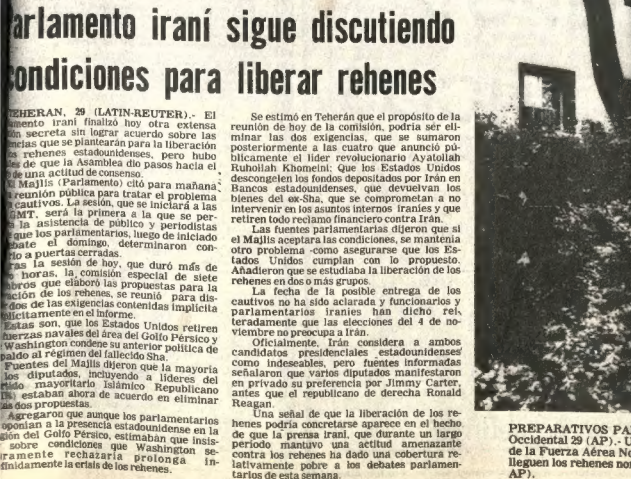 arlamento iraní sigue discutiendo
ondiciones para liberar rehenes
TEHERAN, 29 (LATIN-REUTER).- El
amento iraní finalizó hoy otra extensa
ón secreta sin lograr acuerdo sobre las
ncias que se plantearán para la liberación
os rehenes estadounidenses, pero hubo
es de que la Asamblea dio pasos hacia el
o de una actitud de consenso.
El Majlis (Parlamento) citó para mañana
a reunión pública para tratar el problema
s cautivos. La sesión, que se iniciará a las
GMT. será la primera a la que se per-
la asistencia de público y periodistas
que los parlamentarios, luego de iniciado
bate el domingo, determinaron con-
lo a puertas cerradas.
ras la sesión de hoy, que duró más de
o horas, la comisión especial de siete
bros que elaboró las propuestas para la
ación de los rehenes, se reunió para dis-
dos de las exigencias contenidas implícita
plícitamente en el informe.
Estas son, que los Estados Unidos retiren
uerzas navales del área del Golfo Pérsico y
Washington condene su anterior política de
paldo al régimen del fallecido Sha.
Fuentes del Majlis dijeron que la mayoría
los diputados, incluyendo a líderes del
tido mayoritario Islámico Republicano
estaban ahora de acuerdo en eliminar
as dos propuestas.
Agregaron que aunque los parlamentarios
oponían a la presencia estadounidense en la
gión del Golfo Pérsico, estimaban que insis-
sobre condiciones que Washington se-
ramente rechazaría prolonga in-
finidamente la crisis de los rehenes.
Se estimó en Teherán que el propósito de la
reunión de hoy de la comisión, podría ser eli-
minar las dos exigencias, que se sumaron
posteriormente a las cuatro que anunció pú-
blicamente el líder revolucionario Ayatollah
Ruhollah Khomeini: Que los Estados Unidos
descongelen los fondos depositados por Irán en
Bancos estadounidenses, que devuelvan los
bienes del ex-Sha, que se comprometan a no
intervenir en los asuntos internos iraníes y que
retiren todo reclamo financiero contra Irán.
Las fuentes parlamentarias dijeron que si
el Majlis aceptara las condiciones, se mantenía
otro problema -como asegurarse que los Es-
tados Unidos cumplan con lo propuesto.
Añadieron que se estudiaba la liberación de los
rehenes en dos o más grupos.
La fecha de la posible entrega de los
cautivos no ha sido aclarada y funcionarios y
parlamentarios iraníes han dicho rei-
teradamente que las elecciones del 4 de no-
viembre no preocupa a Irán.
Oficialmente, Irán considera a ambos
candidatos presidenciales estadounidenses
como indeseables, pero fuentes informadas
señalaron que varios diputados manifestaron
en privado su preferencia por Jimmy Carter,
antes que el republicano de derecha Ronald
Reagan.
Una señal de que la liberación de los re-
henes podría concretarse aparece en el hecho
de que la prensa iraní, que durante un largo
período mantuvo una actitud amenazante
contra los rehenes ha dado una cobertura re-
lativamente pobre a los debates parlamen-
tarios de esta semana.
PREPARATIVOS PA
Occidental 29 (AP).- U
de la Fuerza Aérea No
lleguen los rehenes nor
AP).